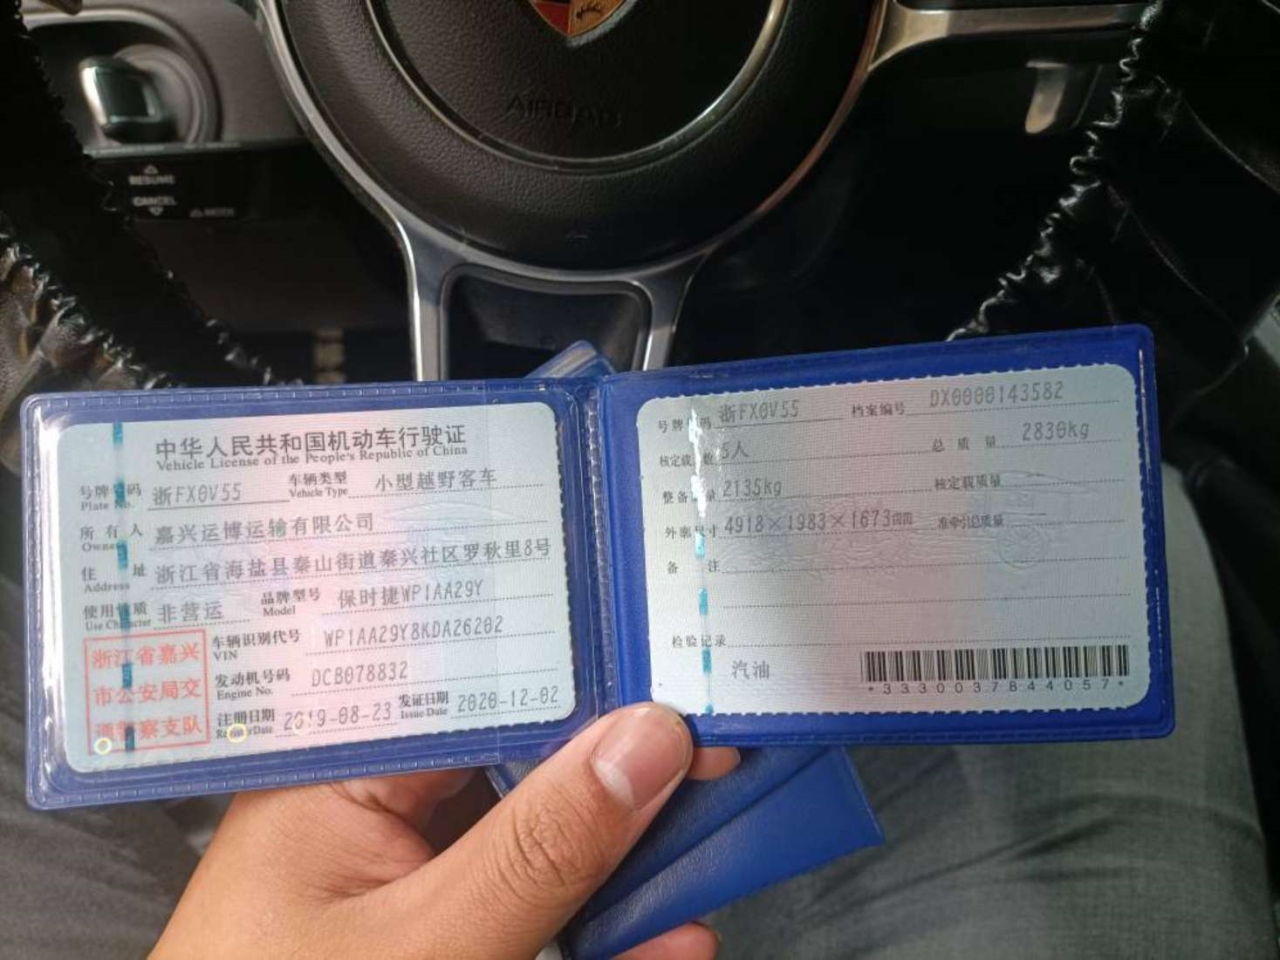 AIRBAG
RESUME
CANCEL
MODE
中华人民共和国机动车行驶证
Vehicle License of the People's Republic of China
号牌号码 浙FX0V55 车辆类型 小型越野客车
Plate No. Vehicle Type
所有人 嘉兴运博运输有限公司
Owner
住址 浙江省海盐县秦山街道秦兴社区罗秋里8号
Address
使用性质 非营运 品牌型号 保时捷WP1AA29Y
Use Character Model
浙江省嘉兴
市公安局交
通警察支队
车辆识别代号 WP1AA29Y8KDA26202
VIN
发动机号码 DCB078832
Engine No.
注册日期 2019-08-23 发证日期 2020-12-02
Register Date Issue Date
号牌号码 浙FX0V55 档案编号 DX0000143582
核定载人数 5人 总质量 2830kg
整备质量 2135kg 核定载质量
外廓尺寸 4918×1983×1673mm 准牵引总质量
备注
检验记录
汽油
*3330037844057*